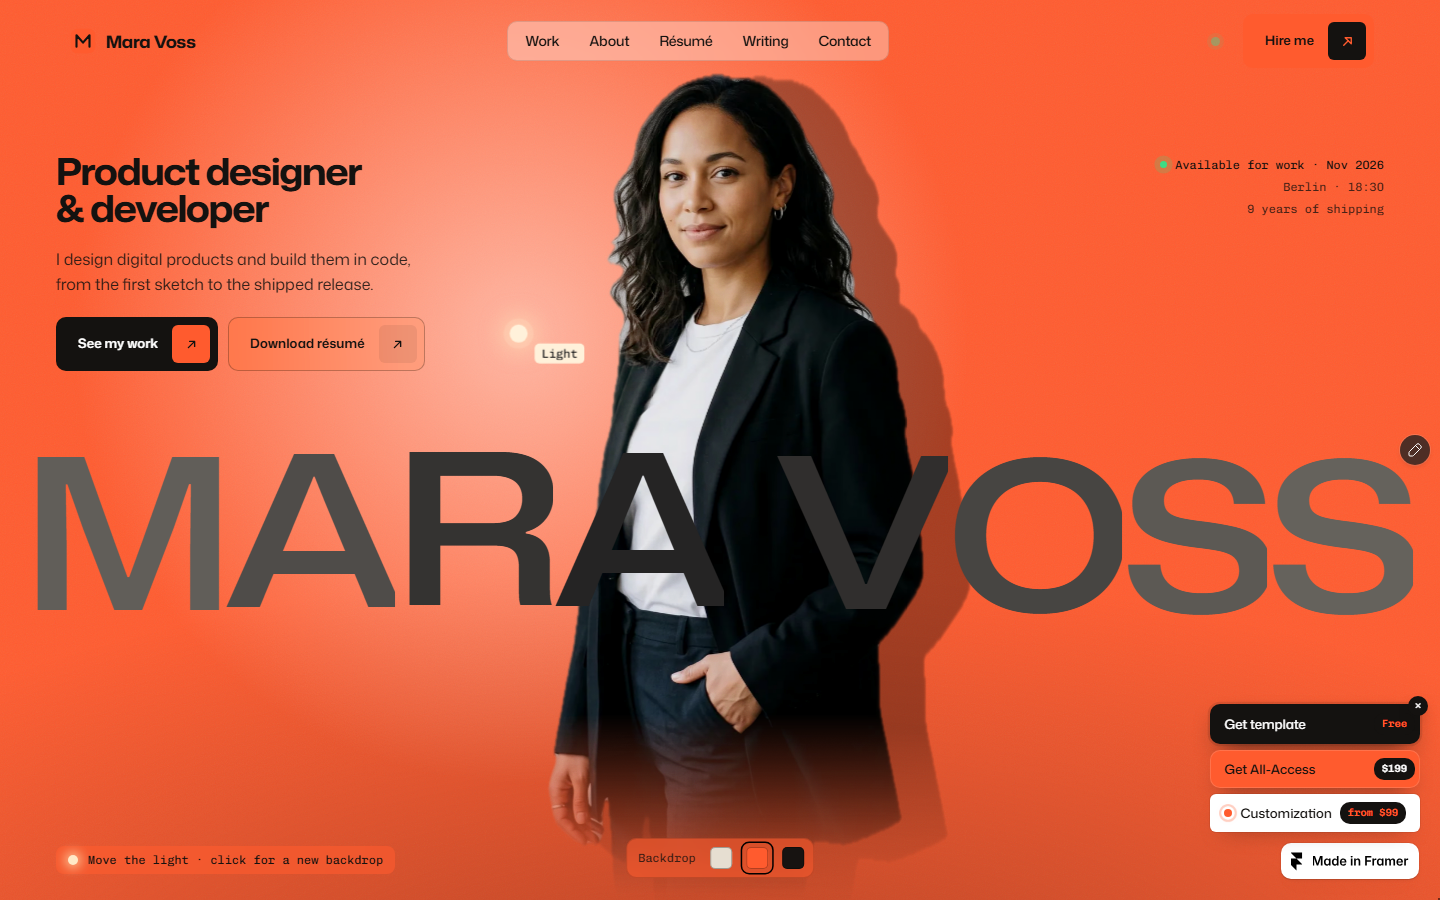 Mara Voss
Work
About
Résumé
Writing
Contact
Hire me
Product designer
& developer
I design digital products and build them in code,
from the first sketch to the shipped release.
See my work
Download résumé
Available for work · Nov 2026
Berlin · 18:30
9 years of shipping
Light
MARA VOSS
Get template Free
Get All-Access $199
Customization from $99
Made in Framer
Move the light · click for a new backdrop
Backdrop